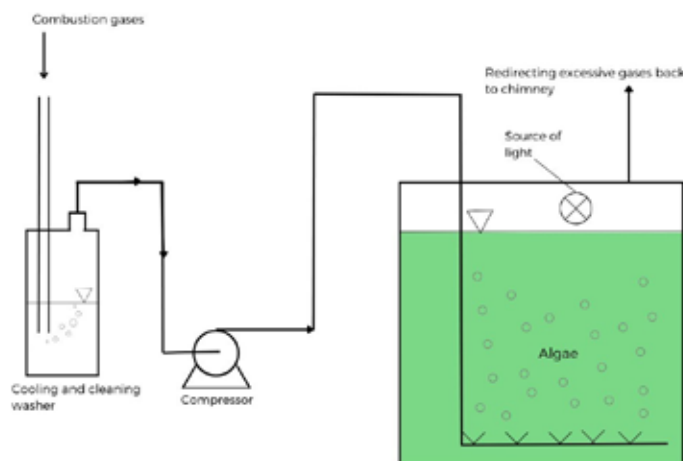 Combustion gases
Redirecting excessive gases back
to chimney
Source of
light
Algae
Cooling and cleaning
washer
Compressor